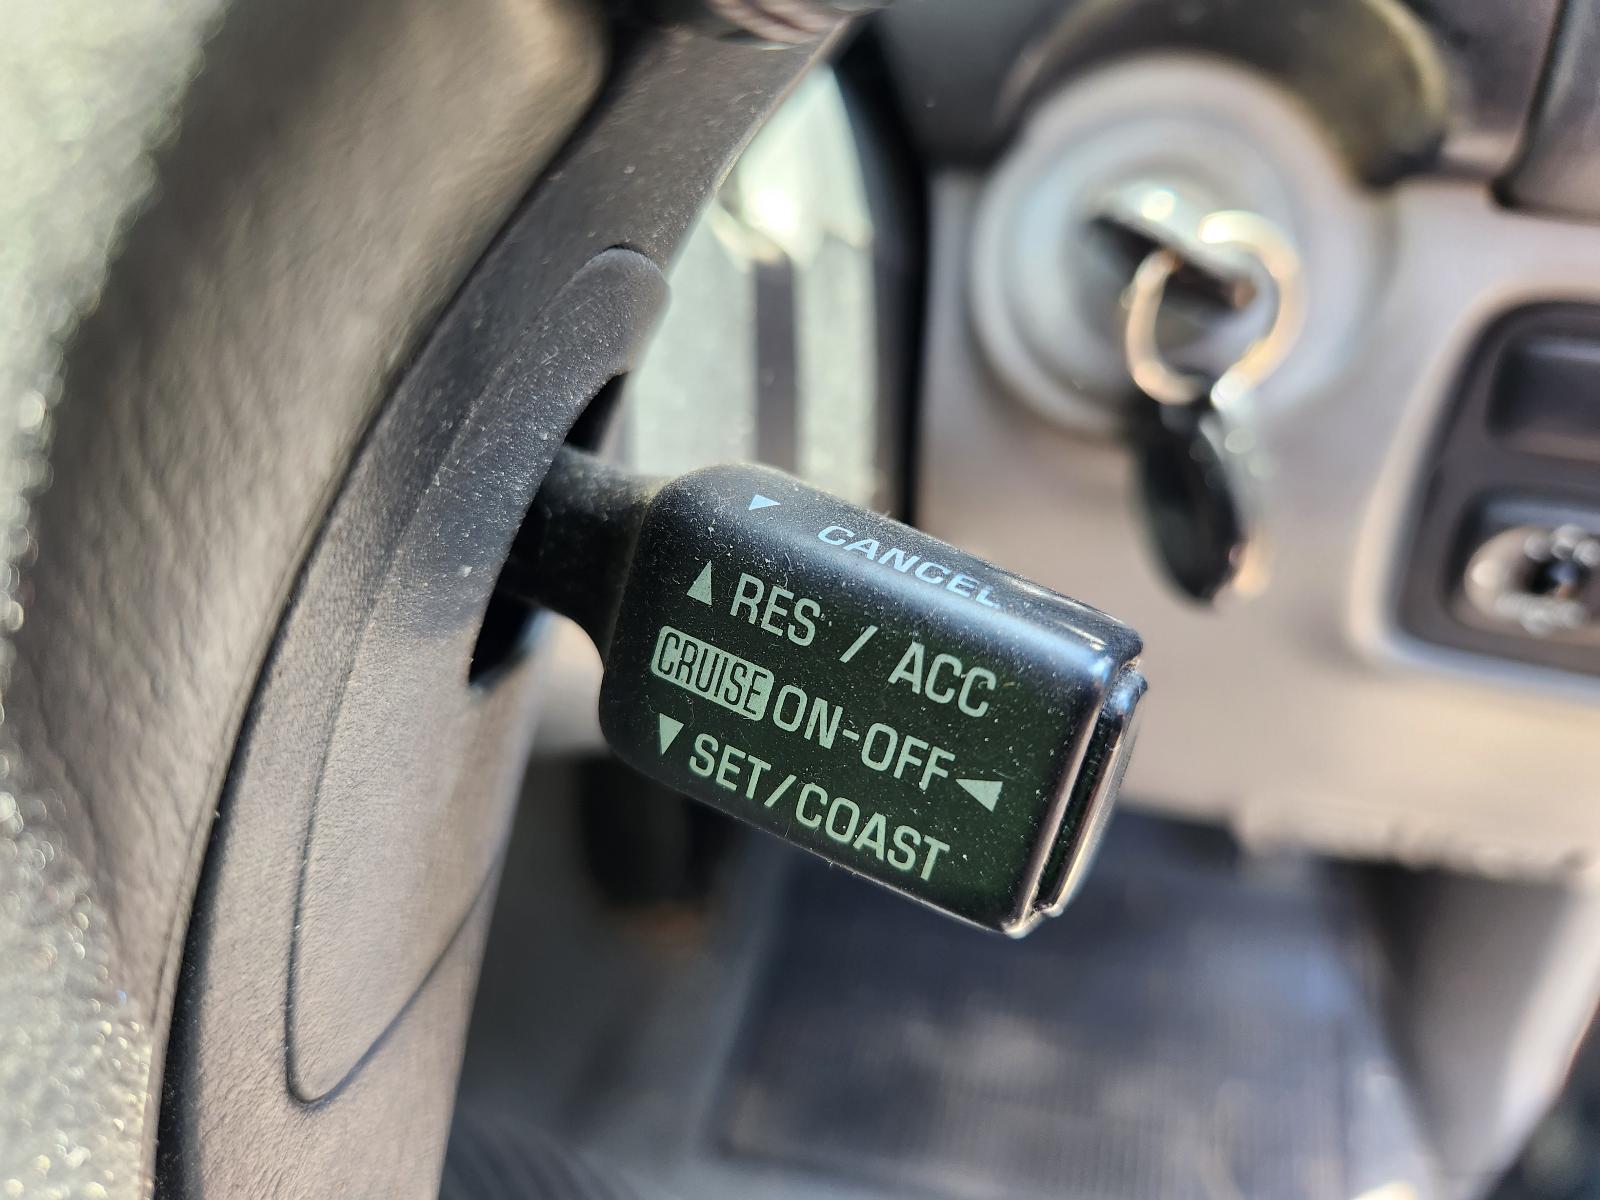 ▼ CANCEL
▲ RES / ACC
CRUISE ON-OFF ◀
▼ SET/COAST